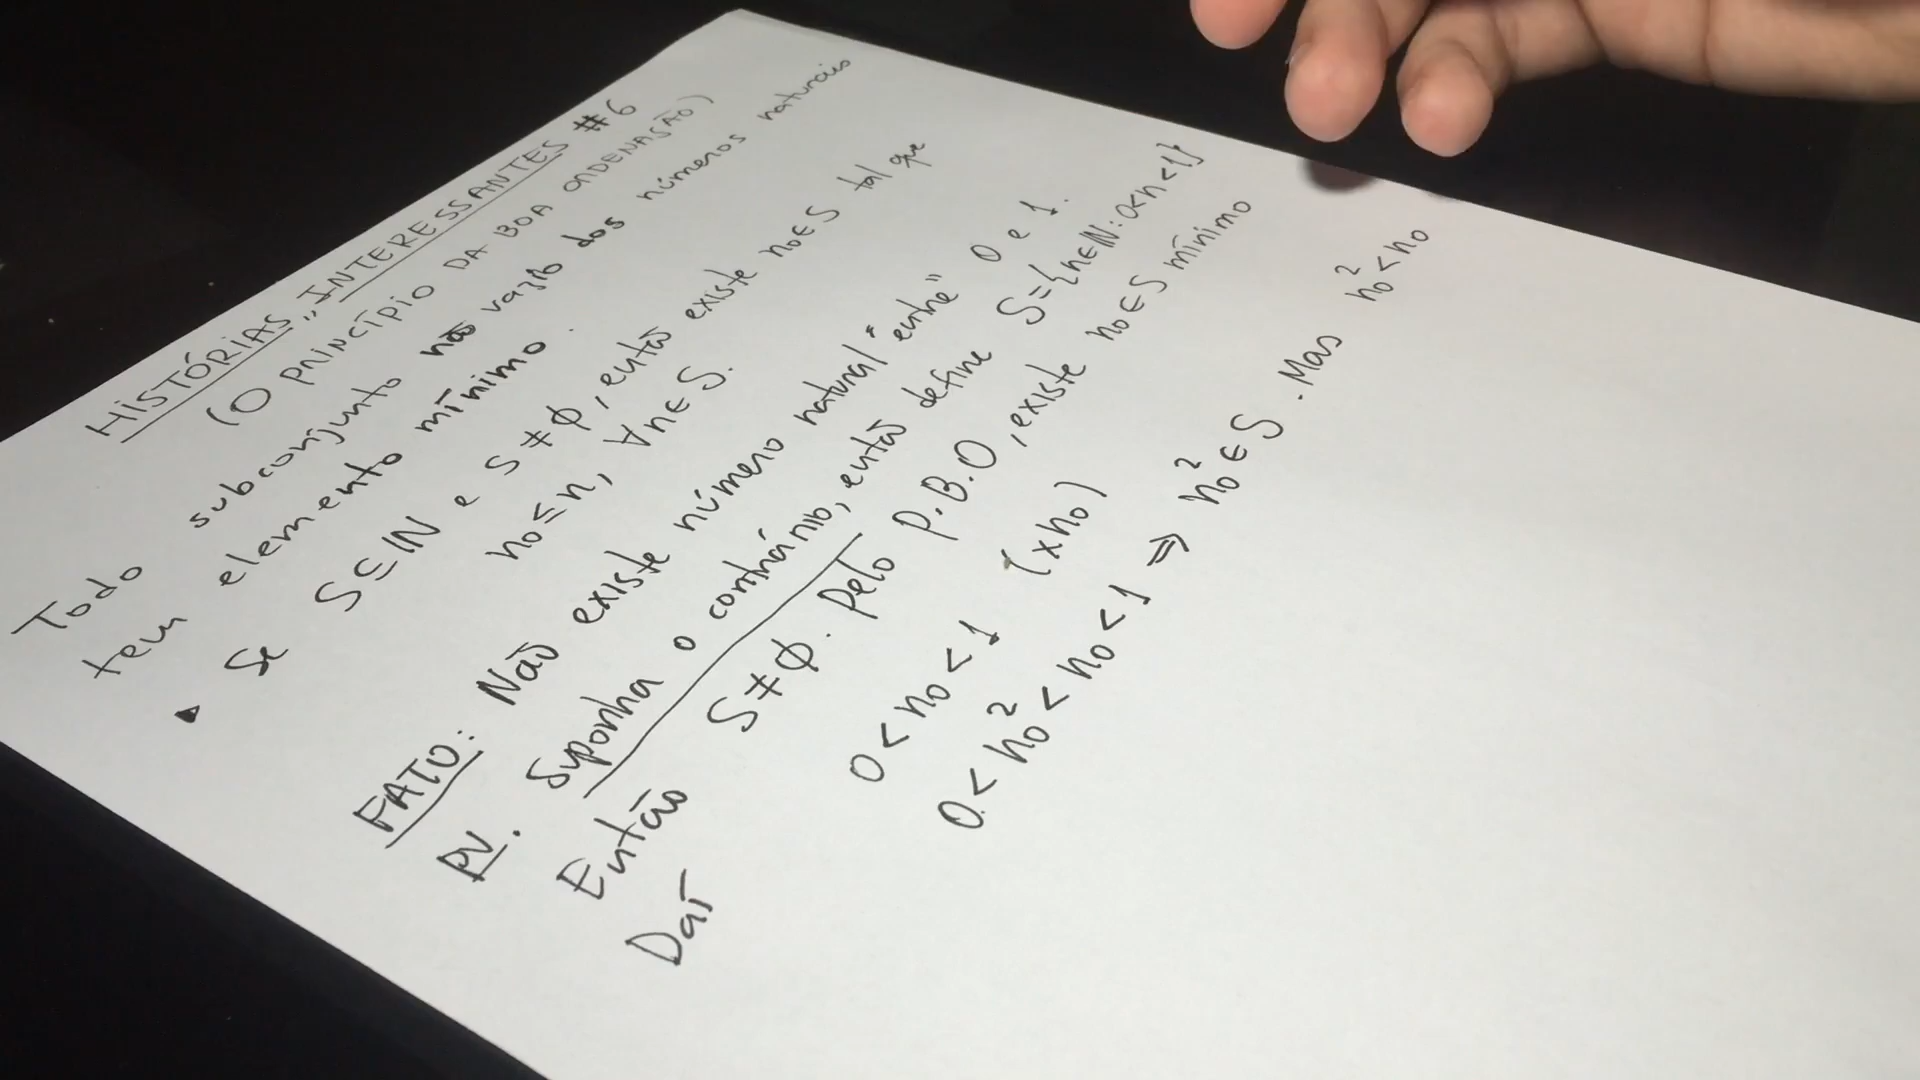 HISTÓRIAS „INTERESSANTES #6
(O PRINCÍPIO DA BOA ORDENASÃO)
Todo subconjunto não vazio dos números naturais
tem elemento mínimo.
▲ Se S⊆ℕ e S≠∅, então existe n₀∈S tal que
n₀≤n, ∀n∈S.
FATO: Não existe número natural "entre" 0 e 1.
PV. Suponha o contrário, então define S={n∈ℕ: 0<n<1}
Então S≠∅. Pelo P.B.O, existe n₀∈S mínimo
Daí 0<n₀<1 (×n₀)
0<n₀²<n₀<1 ⇒ n₀²∈S. Mas n₀²<n₀